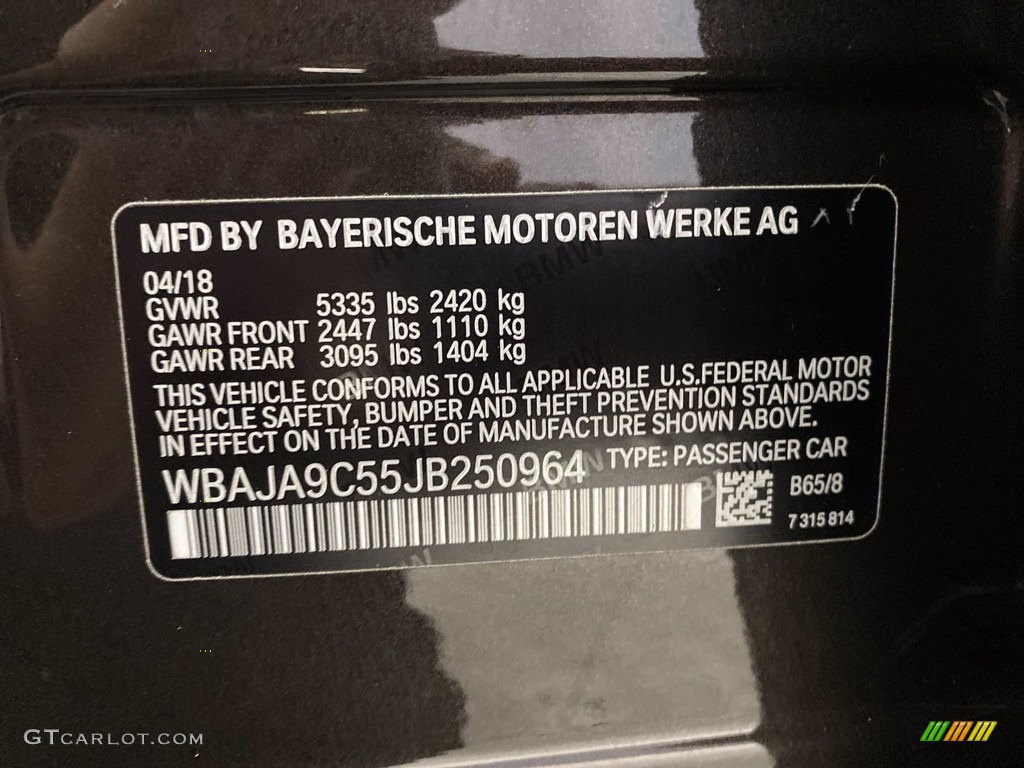 MFD BY BAYERISCHE MOTOREN WERKE AG
04/18
GVWR 5335 lbs 2420 kg
GAWR FRONT 2447 lbs 1110 kg
GAWR REAR 3095 lbs 1404 kg
THIS VEHICLE CONFORMS TO ALL APPLICABLE U.S.FEDERAL MOTOR
VEHICLE SAFETY, BUMPER AND THEFT PREVENTION STANDARDS
IN EFFECT ON THE DATE OF MANUFACTURE SHOWN ABOVE.
WBAJA9C55JB250964 TYPE: PASSENGER CAR
B65/8
7 315 814
GTCARLOT.COM